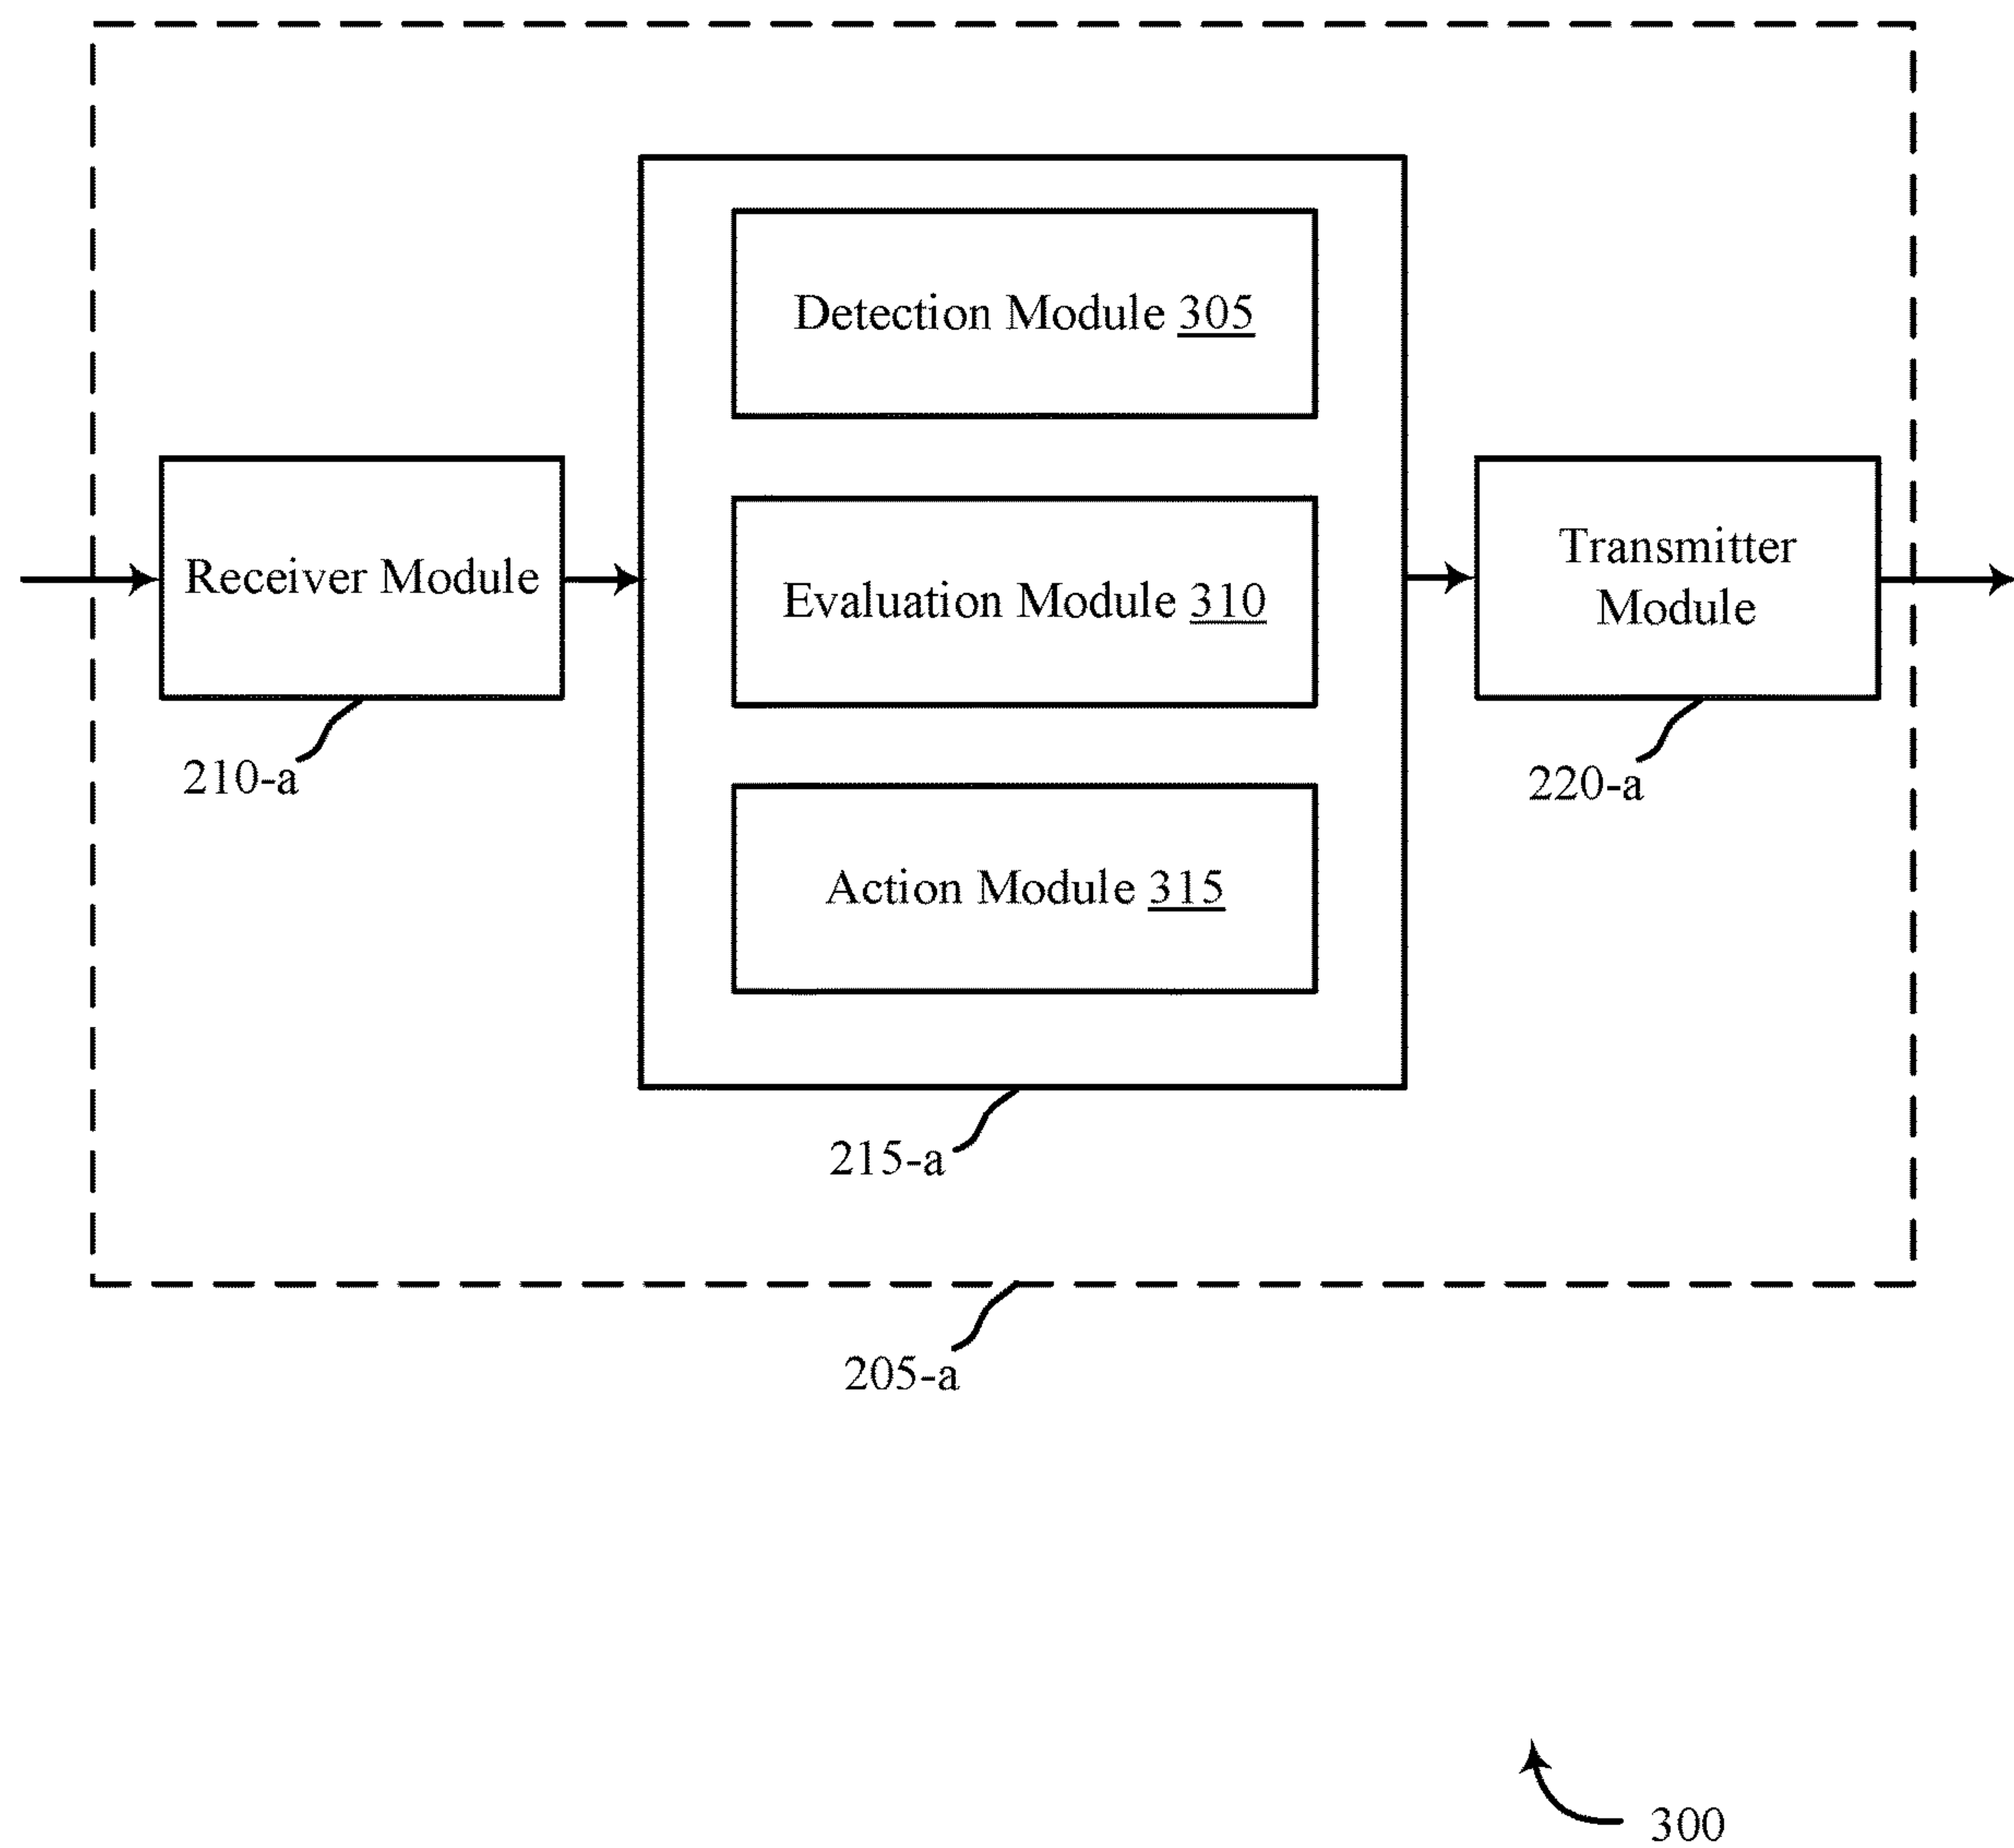 Detection Module 305
Receiver Module
Evaluation Module 310
Transmitter
Module
Action Module 315
210-a
220-a
215-a
205-a
300